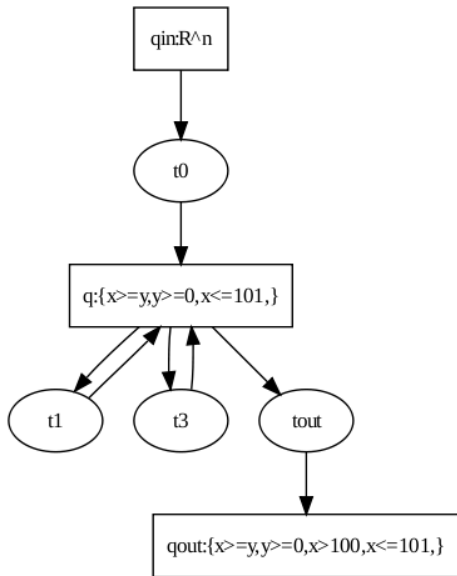 qin:R^n
t0
q:{x>=y,y>=0,x<=101,}
t1 t3 tout
qout:{x>=y,y>=0,x>100,x<=101,}